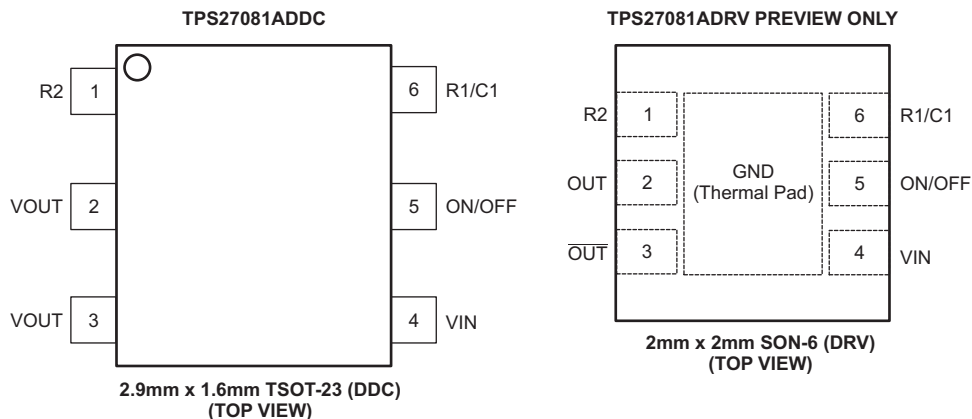 TPS27081ADDC
R2 1
6 R1/C1
VOUT 2
5 ON/OFF
VOUT 3
4 VIN
2.9mm x 1.6mm TSOT-23 (DDC)
(TOP VIEW)
TPS27081ADRV PREVIEW ONLY
R2 1
6 R1/C1
OUT 2
GND
(Thermal Pad)
5 ON/OFF
O̅U̅T̅ 3
4 VIN
2mm x 2mm SON-6 (DRV)
(TOP VIEW)